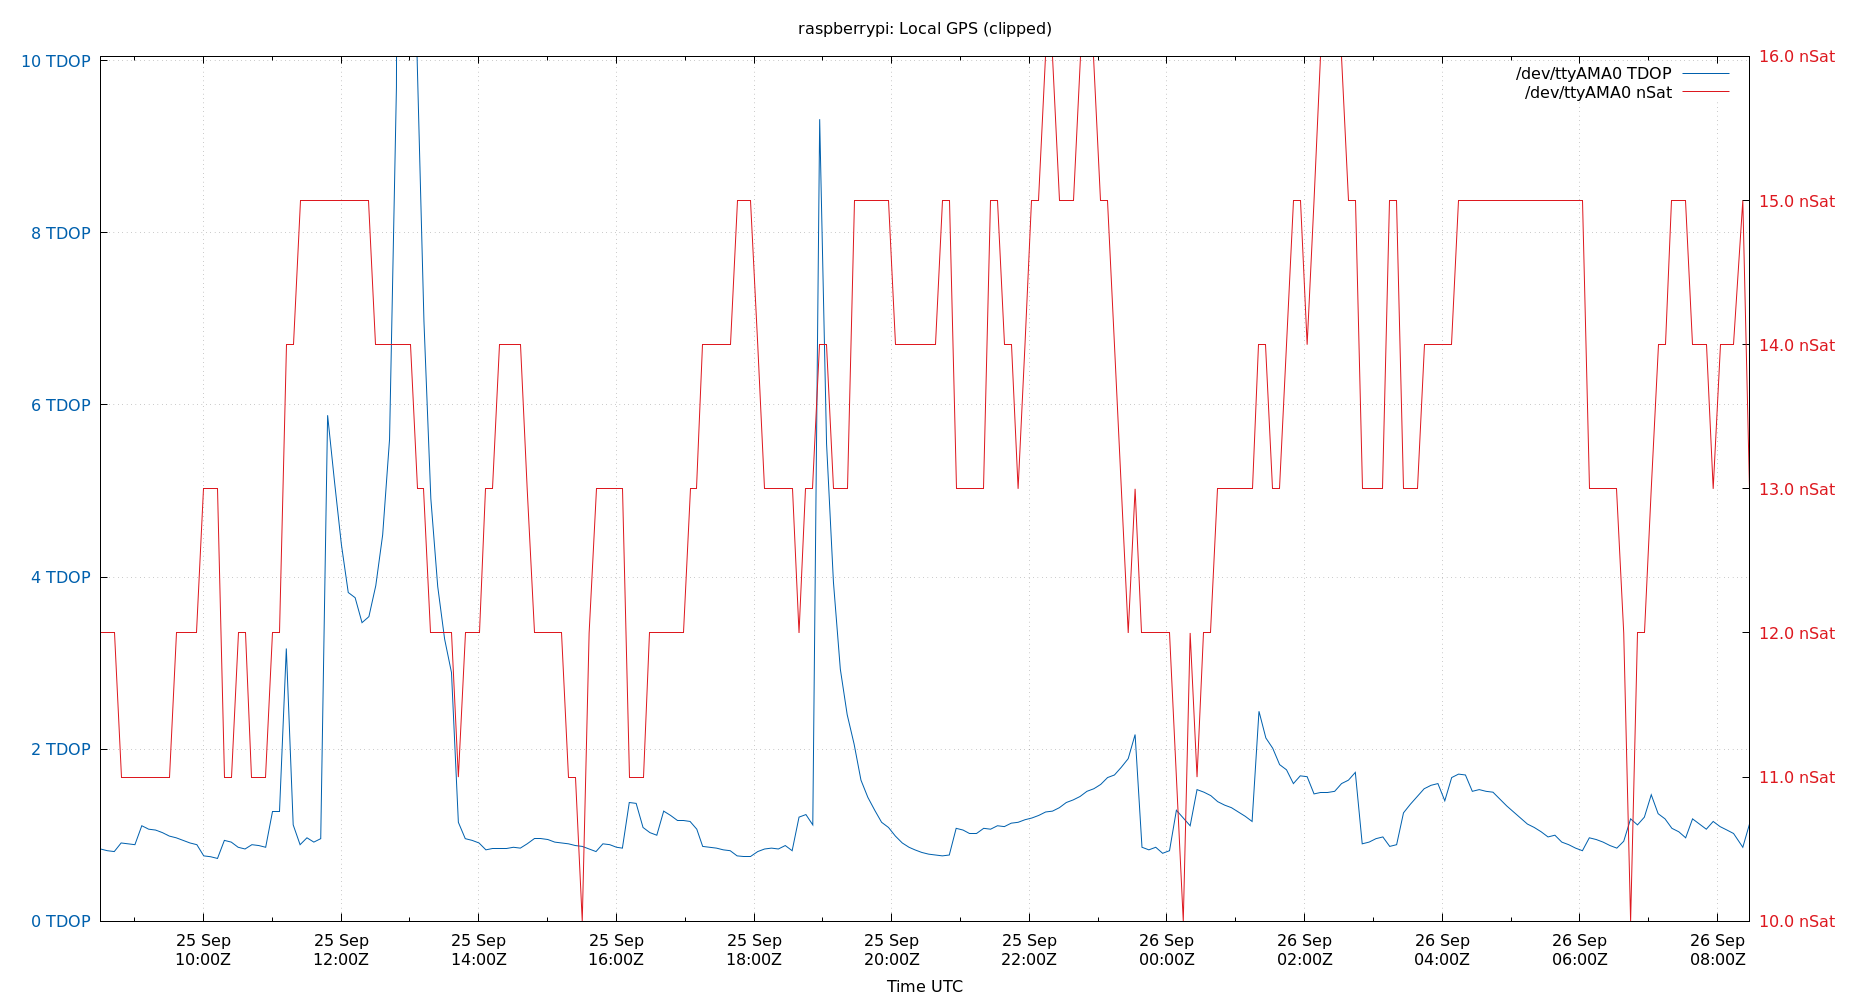 raspberrypi: Local GPS (clipped)
10 TDOP
8 TDOP
6 TDOP
4 TDOP
2 TDOP
0 TDOP
16.0 nSat
15.0 nSat
14.0 nSat
13.0 nSat
12.0 nSat
11.0 nSat
10.0 nSat
/dev/ttyAMA0 TDOP
/dev/ttyAMA0 nSat
25 Sep
10:00Z
25 Sep
12:00Z
25 Sep
14:00Z
25 Sep
16:00Z
25 Sep
18:00Z
25 Sep
20:00Z
25 Sep
22:00Z
26 Sep
00:00Z
26 Sep
02:00Z
26 Sep
04:00Z
26 Sep
06:00Z
26 Sep
08:00Z
Time UTC